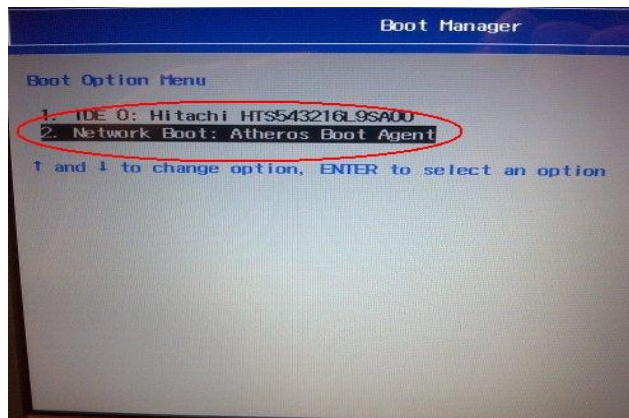 Boot Manager
Boot Option Menu
1. IDE 0: Hitachi HTS543216L9SA00
2. Network Boot: Atheros Boot Agent
↑ and ↓ to change option, ENTER to select an option